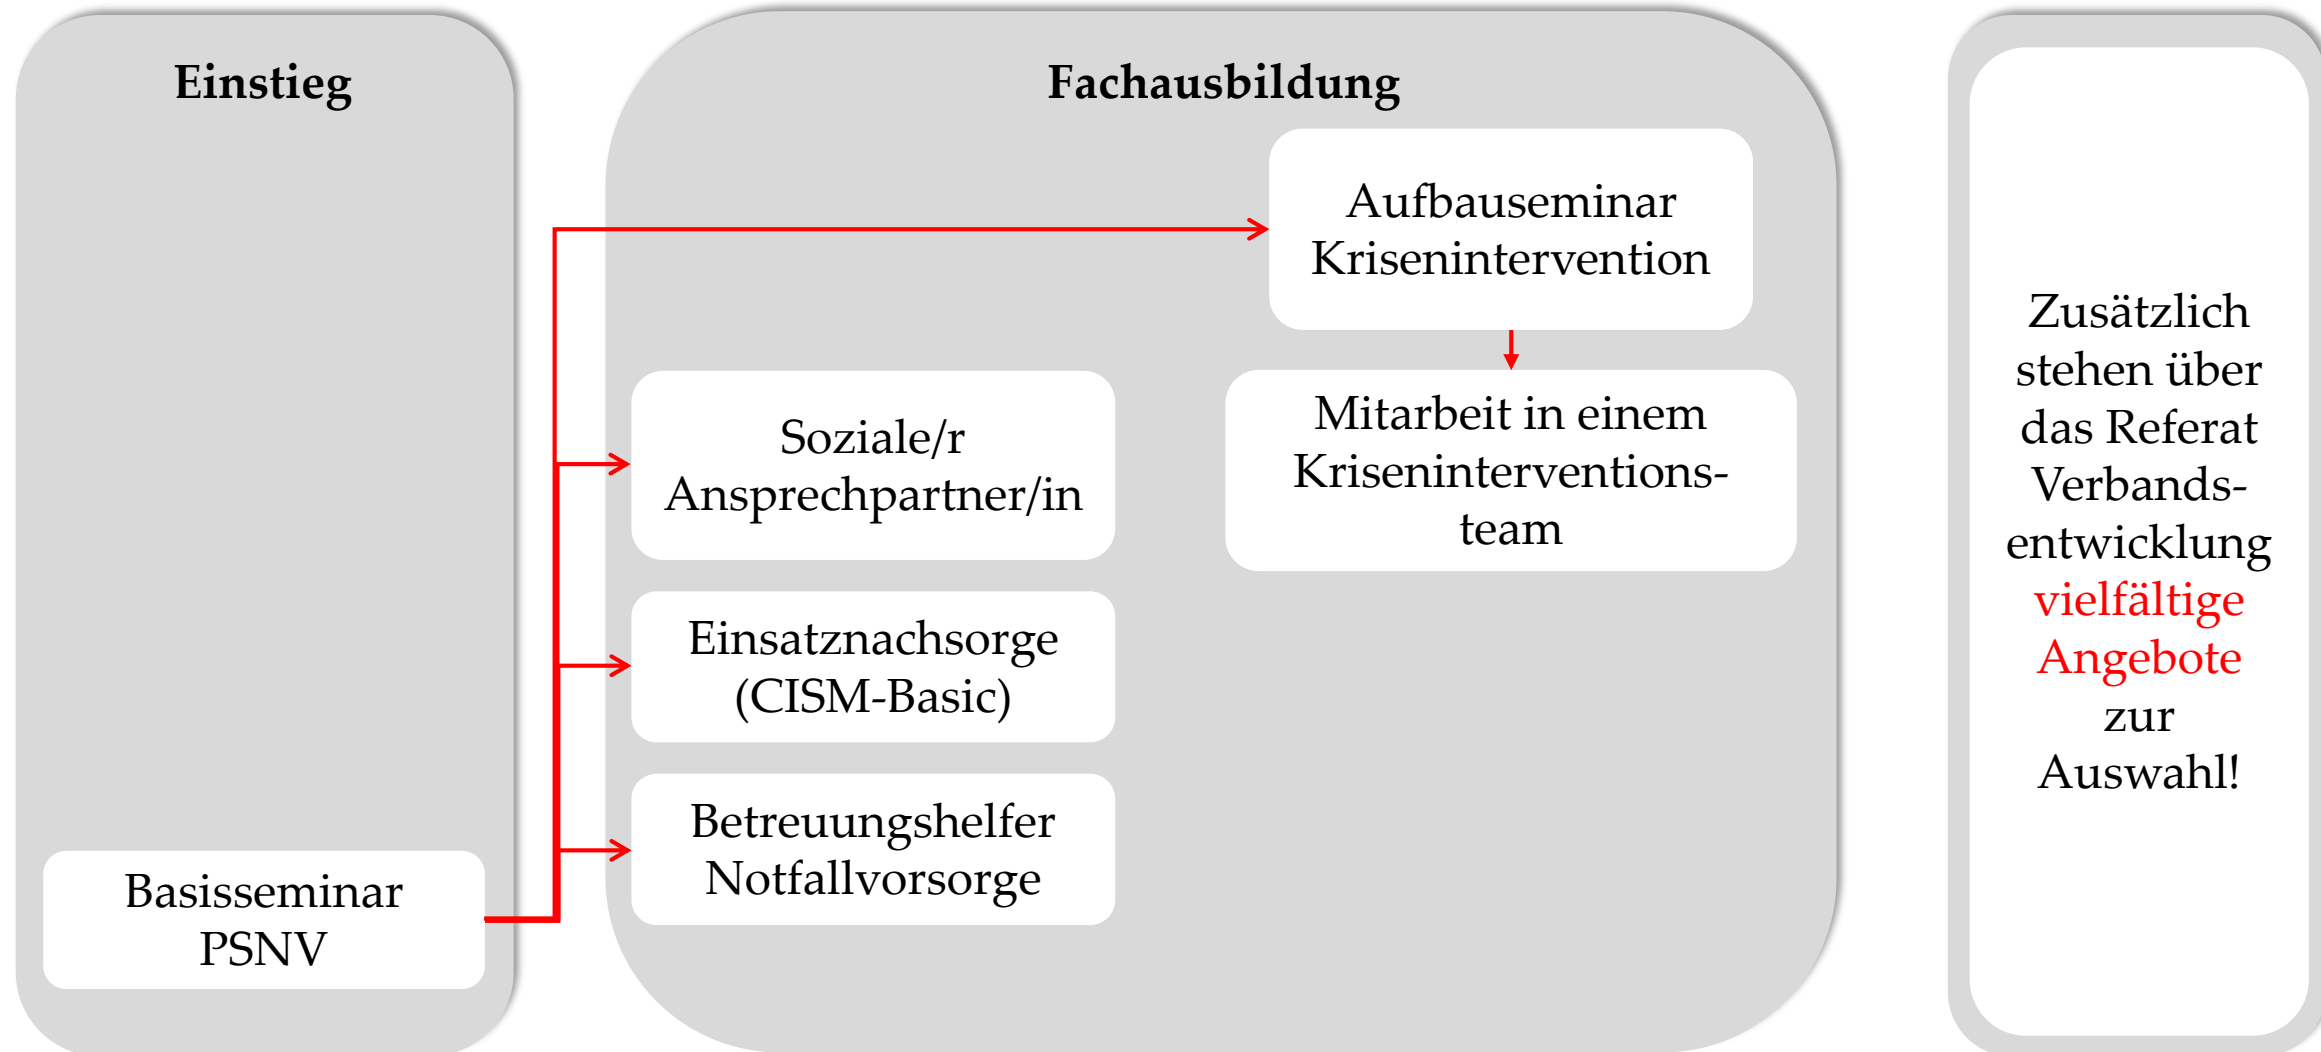 Einstieg
Basisseminar
PSNV
Fachausbildung
Aufbauseminar
Krisenintervention
Mitarbeit in einem
Kriseninterventions-
team
Soziale/r
Ansprechpartner/in
Einsatznachsorge
(CISM-Basic)
Betreuungshelfer
Notfallvorsorge
Zusätzlich
stehen über
das Referat
Verbands-
entwicklung
vielfältige
Angebote
zur
Auswahl!